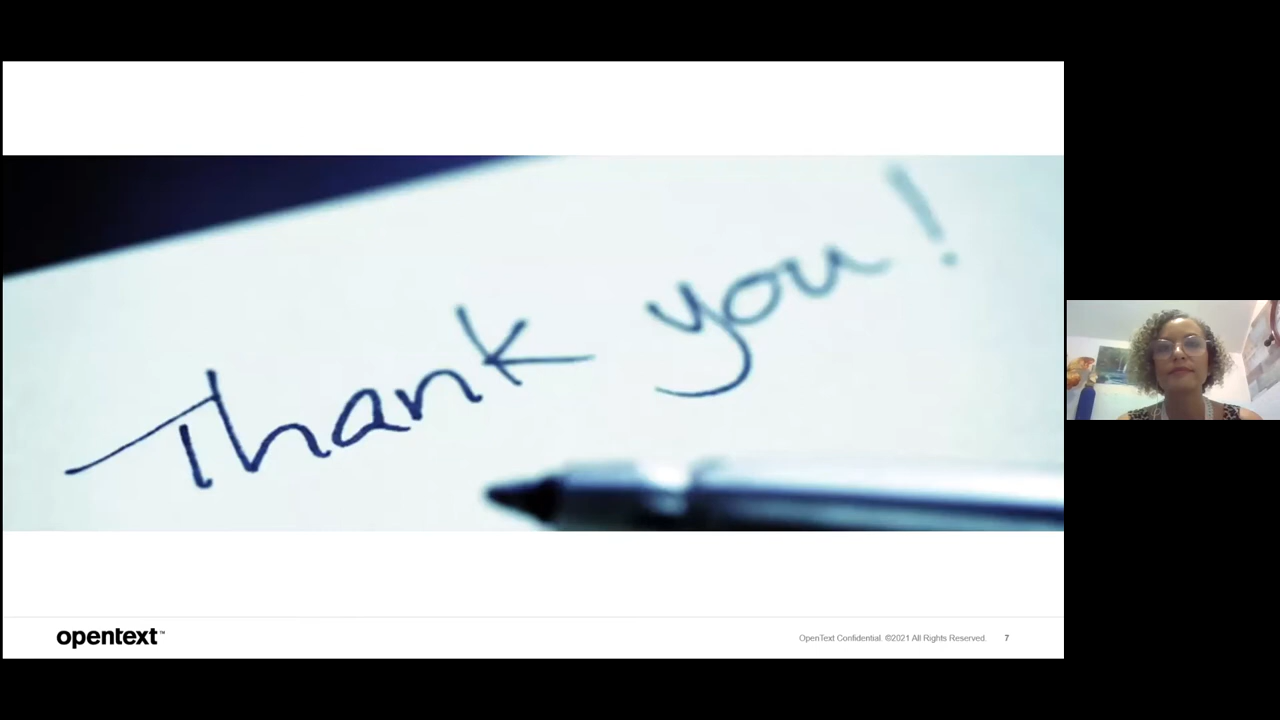 Thank you!
opentext™
OpenText Confidential. ©2021 All Rights Reserved. 7